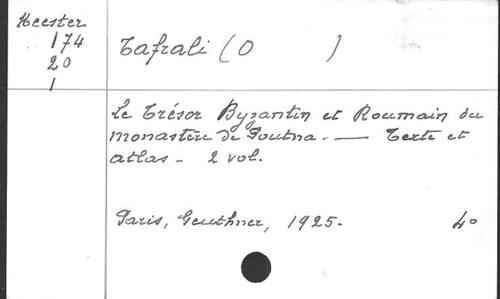 Heester
174
20
1
Tafrali (O )
Le Trésor Byzantin et Roumain du
monastère de Poutna. — Texte et
atlas - 2 vol.
Paris, Geuthner, 1925. 4o